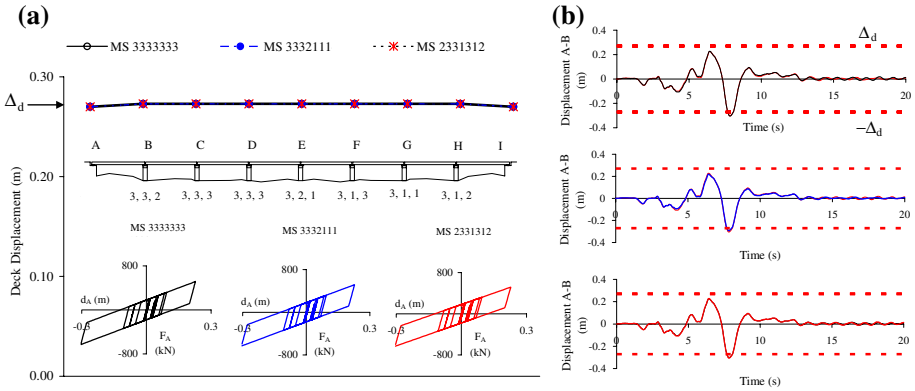 (a)
MS 3333333 MS 3332111 MS 2331312
0.30
Δd
0.20
0.10
0.00
Deck Displacement (m)
A B C D E F G H I
3, 3, 2 3, 3, 3 3, 3, 3 3, 2, 1 3, 1, 3 3, 1, 1 3, 1, 2
MS 3333333 MS 3332111 MS 2331312
800 800 800
dA (m) dA (m) dA (m)
-0.3 0.3 -0.3 0.3 -0.3 0.3
FA FA FA
(kN) (kN) (kN)
-800 -800 -800
(b)
Displacement A-B
(m)
0.4
0.2
0
-0.2
-0.4
Δd
0 5 10 15 20
Time (s)
-Δd
Displacement A-B
(m)
0.4
0.2
0
-0.2
-0.4
0 5 10 15 20
Time (s)
Displacement A-B
(m)
0.4
0.2
0
-0.2
-0.4
0 5 10 15 20
Time (s)